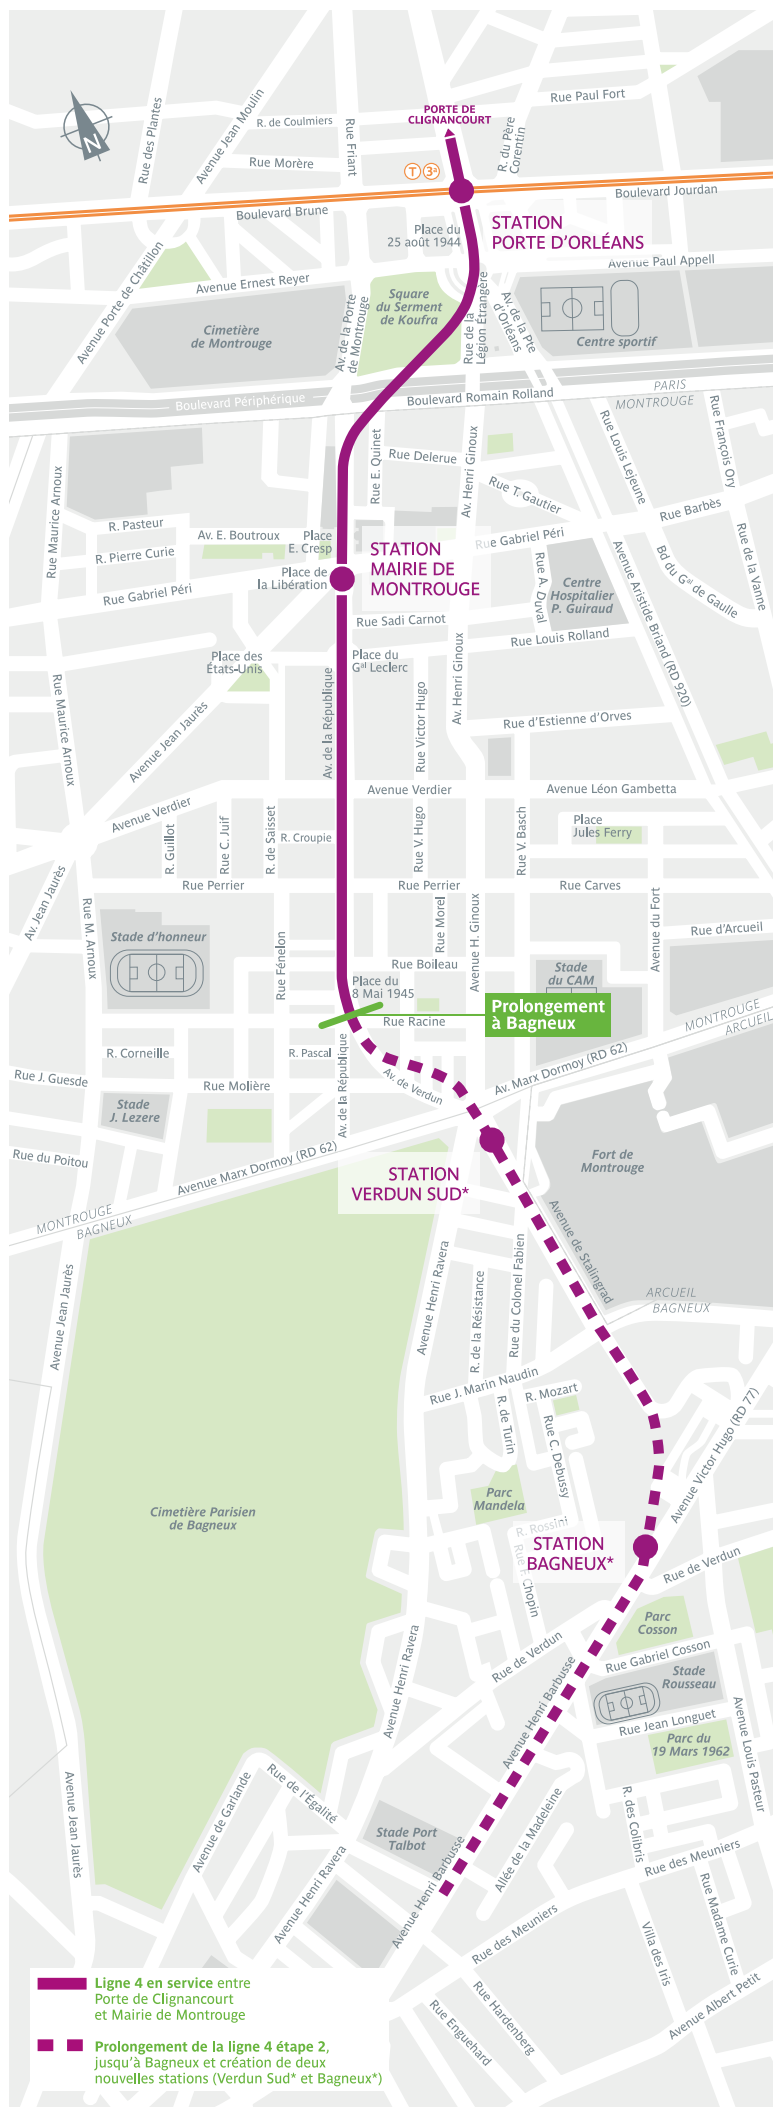 Rue Paul Fort
PORTE DE
CLIGNANCOURT
R. de Coulmiers
Rue Friant
R. du Père
Corentin
Rue des Plantes
Avenue Jean Moulin
N
Rue Morère
T 3a
Boulevard Jourdan
Boulevard Brune
STATION
PORTE D'ORLÉANS
Place du
25 août 1944
Avenue Paul Appell
Avenue Porte de Châtillon
Avenue Ernest Reyer
Square
du Serment
de Koufra
Rue de la
Légion Étrangère
Av. de la Pte
d'Orléans
Av. de la Porte
de Montrouge
Cimetière
de Montrouge
Centre sportif
Boulevard Périphérique
Boulevard Romain Rolland
PARIS
MONTROUGE
Rue Louis Lejeune
Rue François Ory
Rue E. Quinet
Rue Delerue
Av. Henri Ginoux
Rue T. Gautier
Rue Maurice Arnoux
R. Pasteur
Av. E. Boutroux
Place
E. Cresp
Rue Barbès
Rue Gabriel Péri
R. Pierre Curie
STATION
MAIRIE DE
MONTROUGE
Rue de la Vanne
Bd du Gal de Gaulle
Avenue Aristide Briand (RD 920)
Place de
la Libération
Rue Gabriel Péri
Rue A. Duval
Centre
Hospitalier
P. Guiraud
Rue Sadi Carnot
Rue Louis Rolland
Place des
États-Unis
Place du
Gal Leclerc
Av. Henri Ginoux
Rue Maurice Arnoux
Avenue Jean Jaurès
Av. de la République
Rue Victor Hugo
Rue d'Estienne d'Orves
Avenue Verdier
Avenue Léon Gambetta
Avenue Verdier
R. Guillot
Rue C. Juif
R. de Saisset
R. Croupie
Rue V. Hugo
Rue V. Basch
Place
Jules Ferry
Av. Jean Jaurès
Rue Perrier
Rue Perrier
Rue Carves
Rue M. Arnoux
Stade d'honneur
Rue Fénelon
Rue Morel
Avenue H. Ginoux
Avenue du Fort
Rue d'Arcueil
Rue Boileau
Stade
du CAM
Place du
8 Mai 1945
Prolongement
à Bagneux
Rue Racine
MONTROUGE
ARCUEIL
R. Corneille
R. Pascal
Av. de la République
Av. de Verdun
Av. Marx Dormoy (RD 62)
Rue J. Guesde
Rue Molière
Stade
J. Lezere
Rue du Poitou
Avenue Marx Dormoy (RD 62)
STATION
VERDUN SUD*
Fort de
Montrouge
MONTROUGE
BAGNEUX
Avenue de Stalingrad
Avenue Jean Jaurès
Avenue Henri Ravera
R. de la Résistance
Rue du Colonel Fabien
ARCUEIL
BAGNEUX
Rue J. Marin Naudin
R. Mozart
R. de Turin
Rue C. Debussy
Avenue Victor Hugo (RD 77)
Parc
Mandela
Cimetière Parisien
de Bagneux
R. Rossini
STATION
BAGNEUX*
Rue F. Chopin
Rue de Verdun
Parc
Cosson
Rue de Verdun
Avenue Henri Ravera
Rue Gabriel Cosson
Stade
Rousseau
Avenue Henri Barbusse
Rue Jean Longuet
Parc du
19 Mars 1962
Avenue Louis Pasteur
Avenue Jean Jaurès
Avenue de Garlande
Rue de l'Égalité
Stade Port
Talbot
Allée de la Madeleine
R. des Colibris
Rue des Meuniers
Avenue Henri Ravera
Avenue Henri Barbusse
Rue des Meuniers
Rue Madame Curie
Villa des Iris
Rue Hardenberg
Rue Enguehard
Avenue Albert Petit
Ligne 4 en service entre
Porte de Clignancourt
et Mairie de Montrouge
Prolongement de la ligne 4 étape 2,
jusqu'à Bagneux et création de deux
nouvelles stations (Verdun Sud* et Bagneux*)